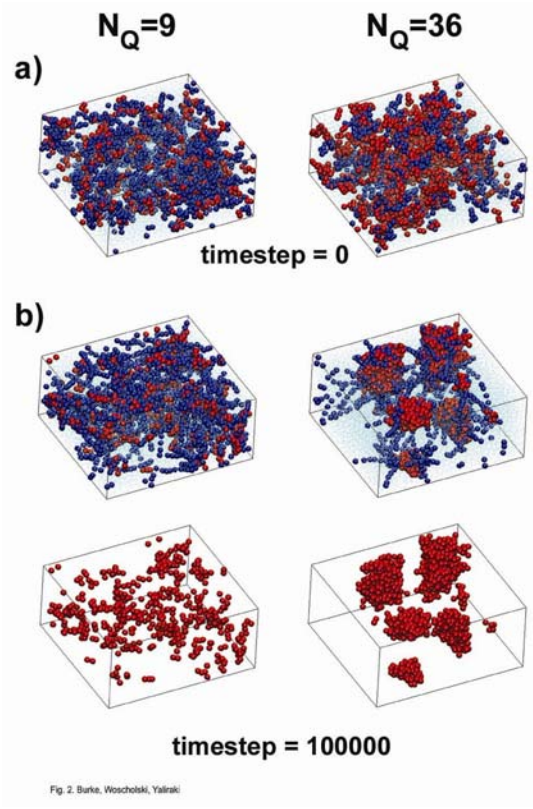 N_Q=9 N_Q=36
a)
timestep = 0
b)
timestep = 100000
Fig. 2. Burke, Woscholski, Yaliraki